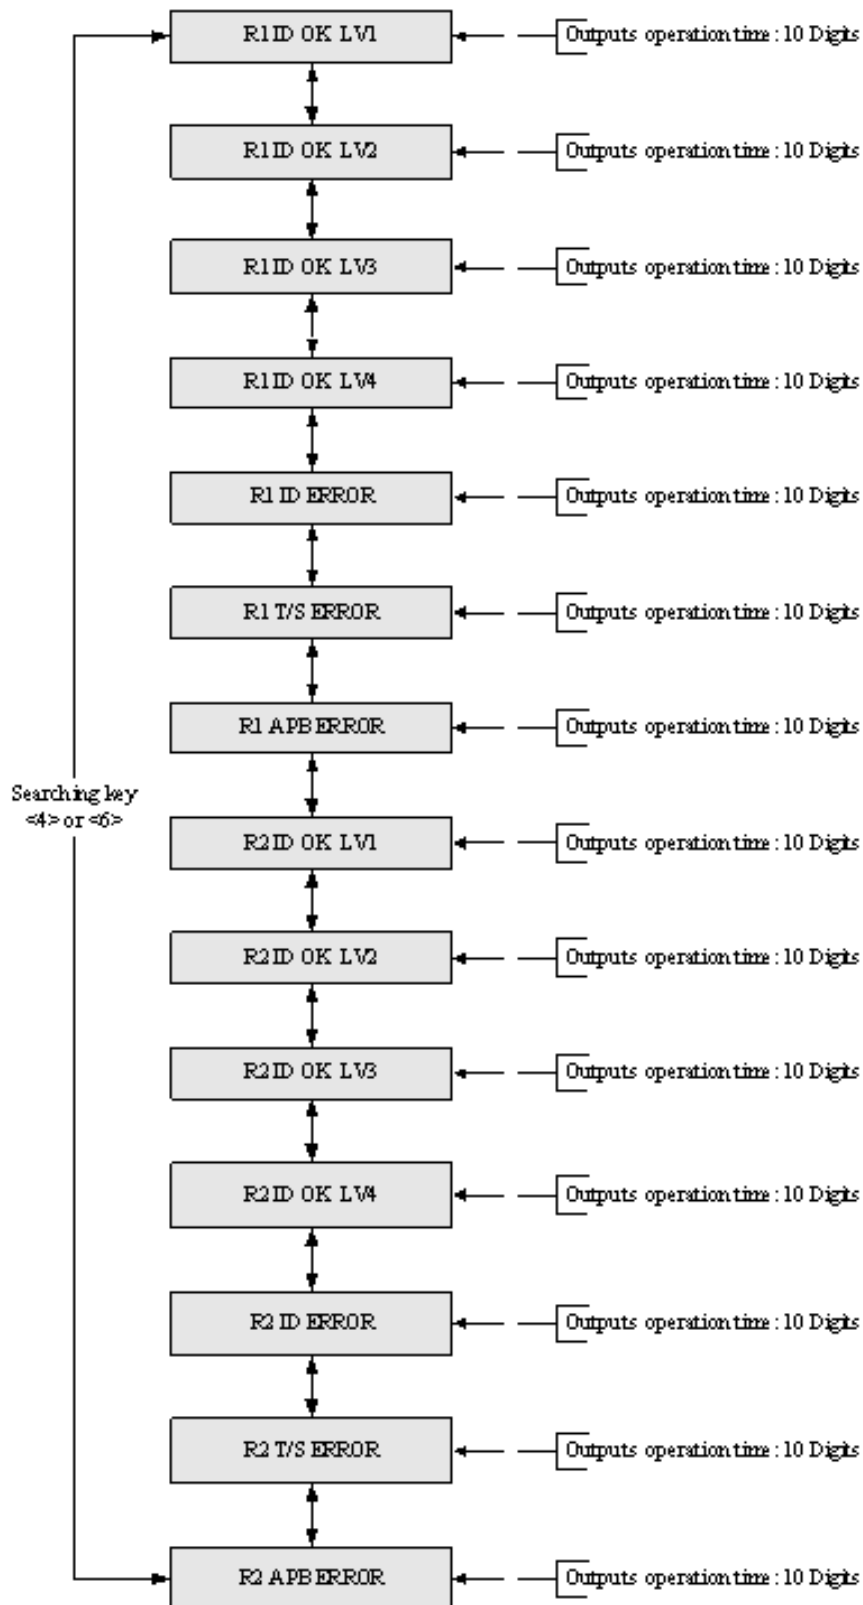 R1 ID OK LV1
Outputs operation time : 10 Digits
R1 ID OK LV2
Outputs operation time : 10 Digits
R1 ID OK LV3
Outputs operation time : 10 Digits
R1 ID OK LV4
Outputs operation time : 10 Digits
R1 ID ERROR
Outputs operation time : 10 Digits
R1 T/S ERROR
Outputs operation time : 10 Digits
R1 APB ERROR
Outputs operation time : 10 Digits
Searching key
<4> or <6>
R2 ID OK LV1
Outputs operation time : 10 Digits
R2 ID OK LV2
Outputs operation time : 10 Digits
R2 ID OK LV3
Outputs operation time : 10 Digits
R2 ID OK LV4
Outputs operation time : 10 Digits
R2 ID ERROR
Outputs operation time : 10 Digits
R2 T/S ERROR
Outputs operation time : 10 Digits
R2 APB ERROR
Outputs operation time : 10 Digits